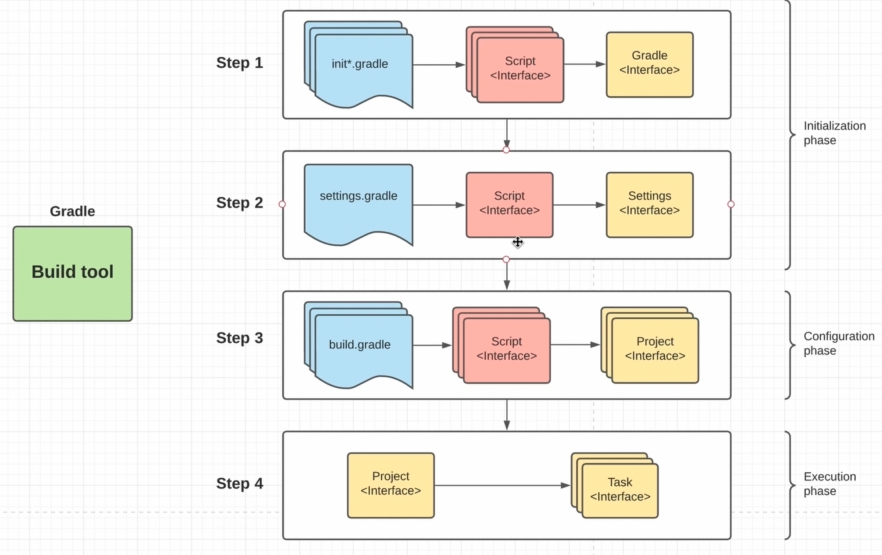 Step 1
init*.gradle
Script
<Interface>
Gradle
<Interface>
Initialization
phase
Step 2
settings.gradle
Script
<Interface>
Settings
<Interface>
Gradle
Build tool
Step 3
build.gradle
Script
<Interface>
Project
<Interface>
Configuration
phase
Step 4
Project
<Interface>
Task
<Interface>
Execution
phase